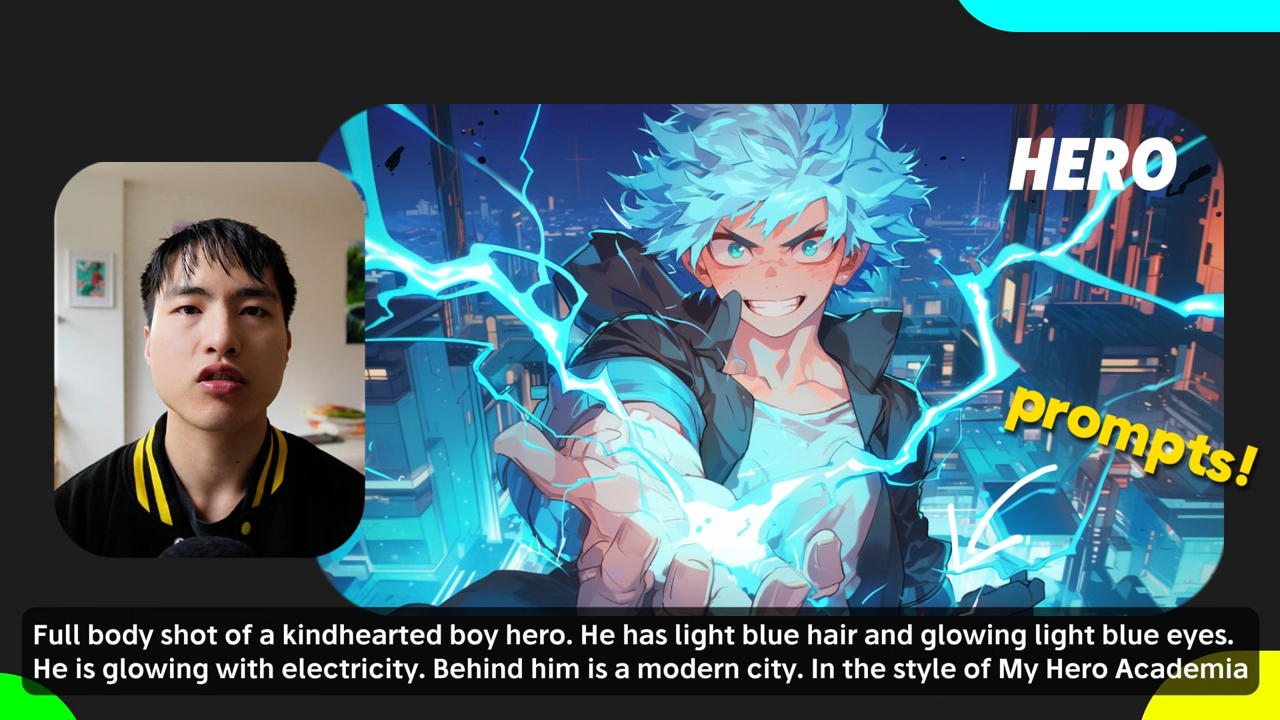 HERO
prompts!
Full body shot of a kindhearted boy hero. He has light blue hair and glowing light blue eyes.
He is glowing with electricity. Behind him is a modern city. In the style of My Hero Academia